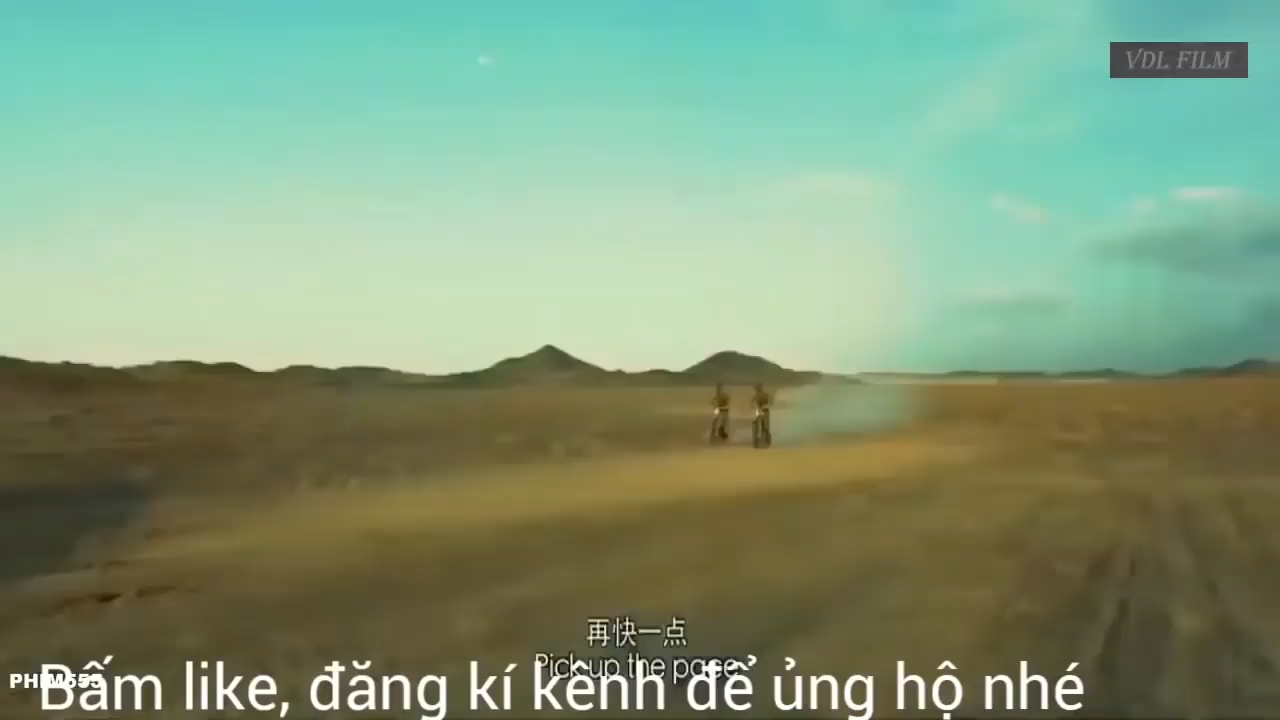 VDL FILM
再快一点
Pick up the pace
PHIM555
Bấm like, đăng kí kênh để ủng hộ nhé